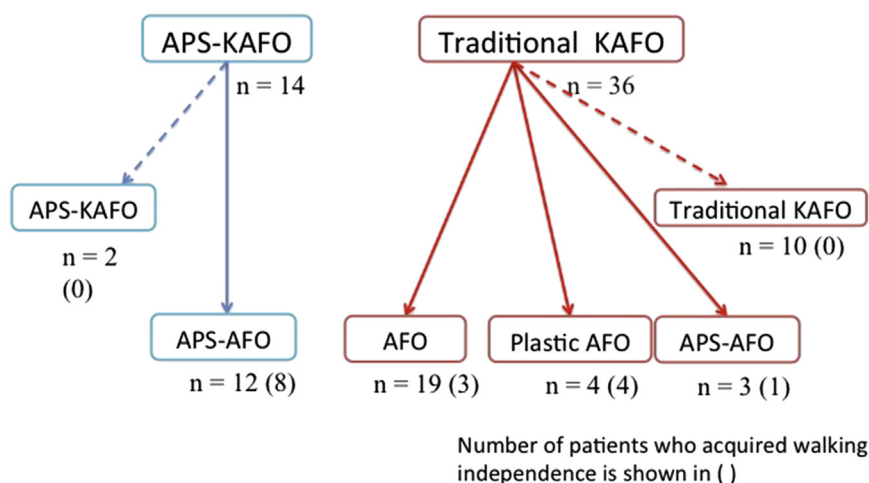 APS-KAFO
n = 14
Traditional KAFO
n = 36
APS-KAFO
n = 2
(0)
Traditional KAFO
n = 10 (0)
APS-AFO
n = 12 (8)
AFO
n = 19 (3)
Plastic AFO
n = 4 (4)
APS-AFO
n = 3 (1)
Number of patients who acquired walking
independence is shown in ( )